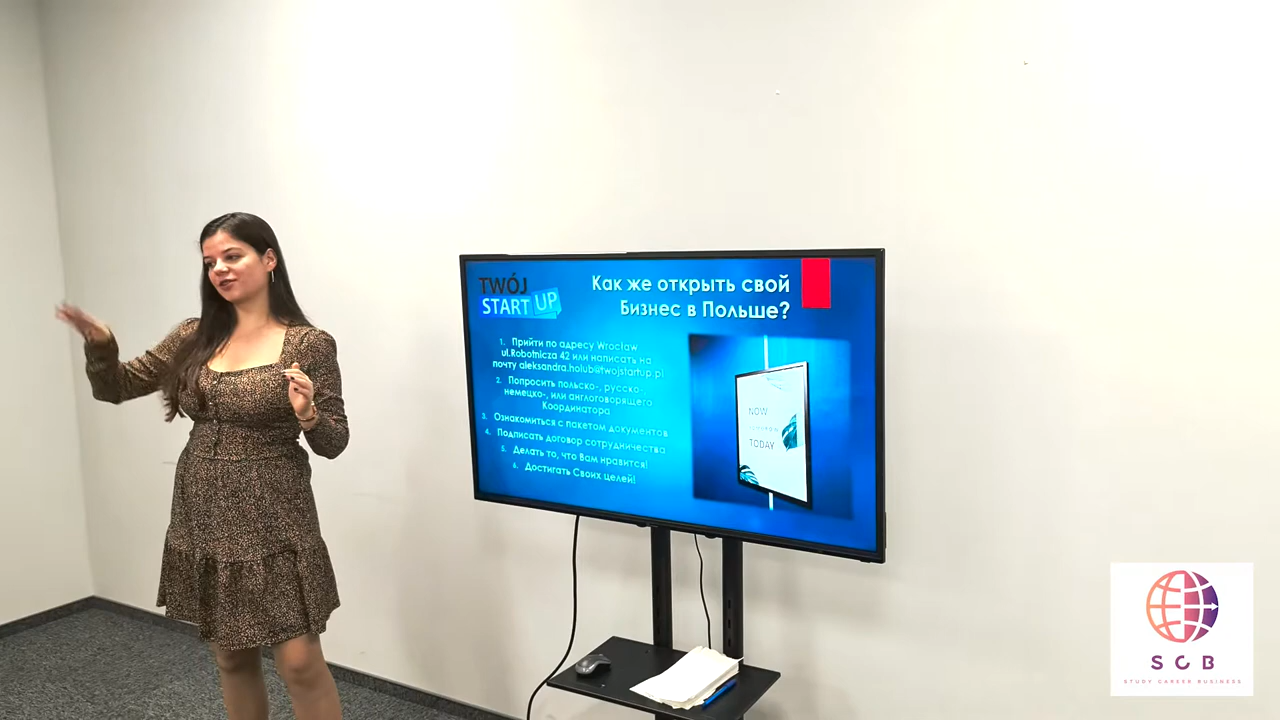 TWÓJ
START UP
Как же открыть свой
Бизнес в Польше?
1. Прийти по адресу Wrocław
ul.Robotnicza 42 или написать на
почту aleksandra.holub@twojstartup.pl
2. Попросить польско-, русско-
немецко-, или англоговорящего
Координатора
3. Ознакомиться с пакетом документов
4. Подписать договор сотрудничества
5. Делать то, что Вам нравится!
6. Достигать Своих целей!
NOW
TODAY
SCB
STUDY CAREER BUSINESS